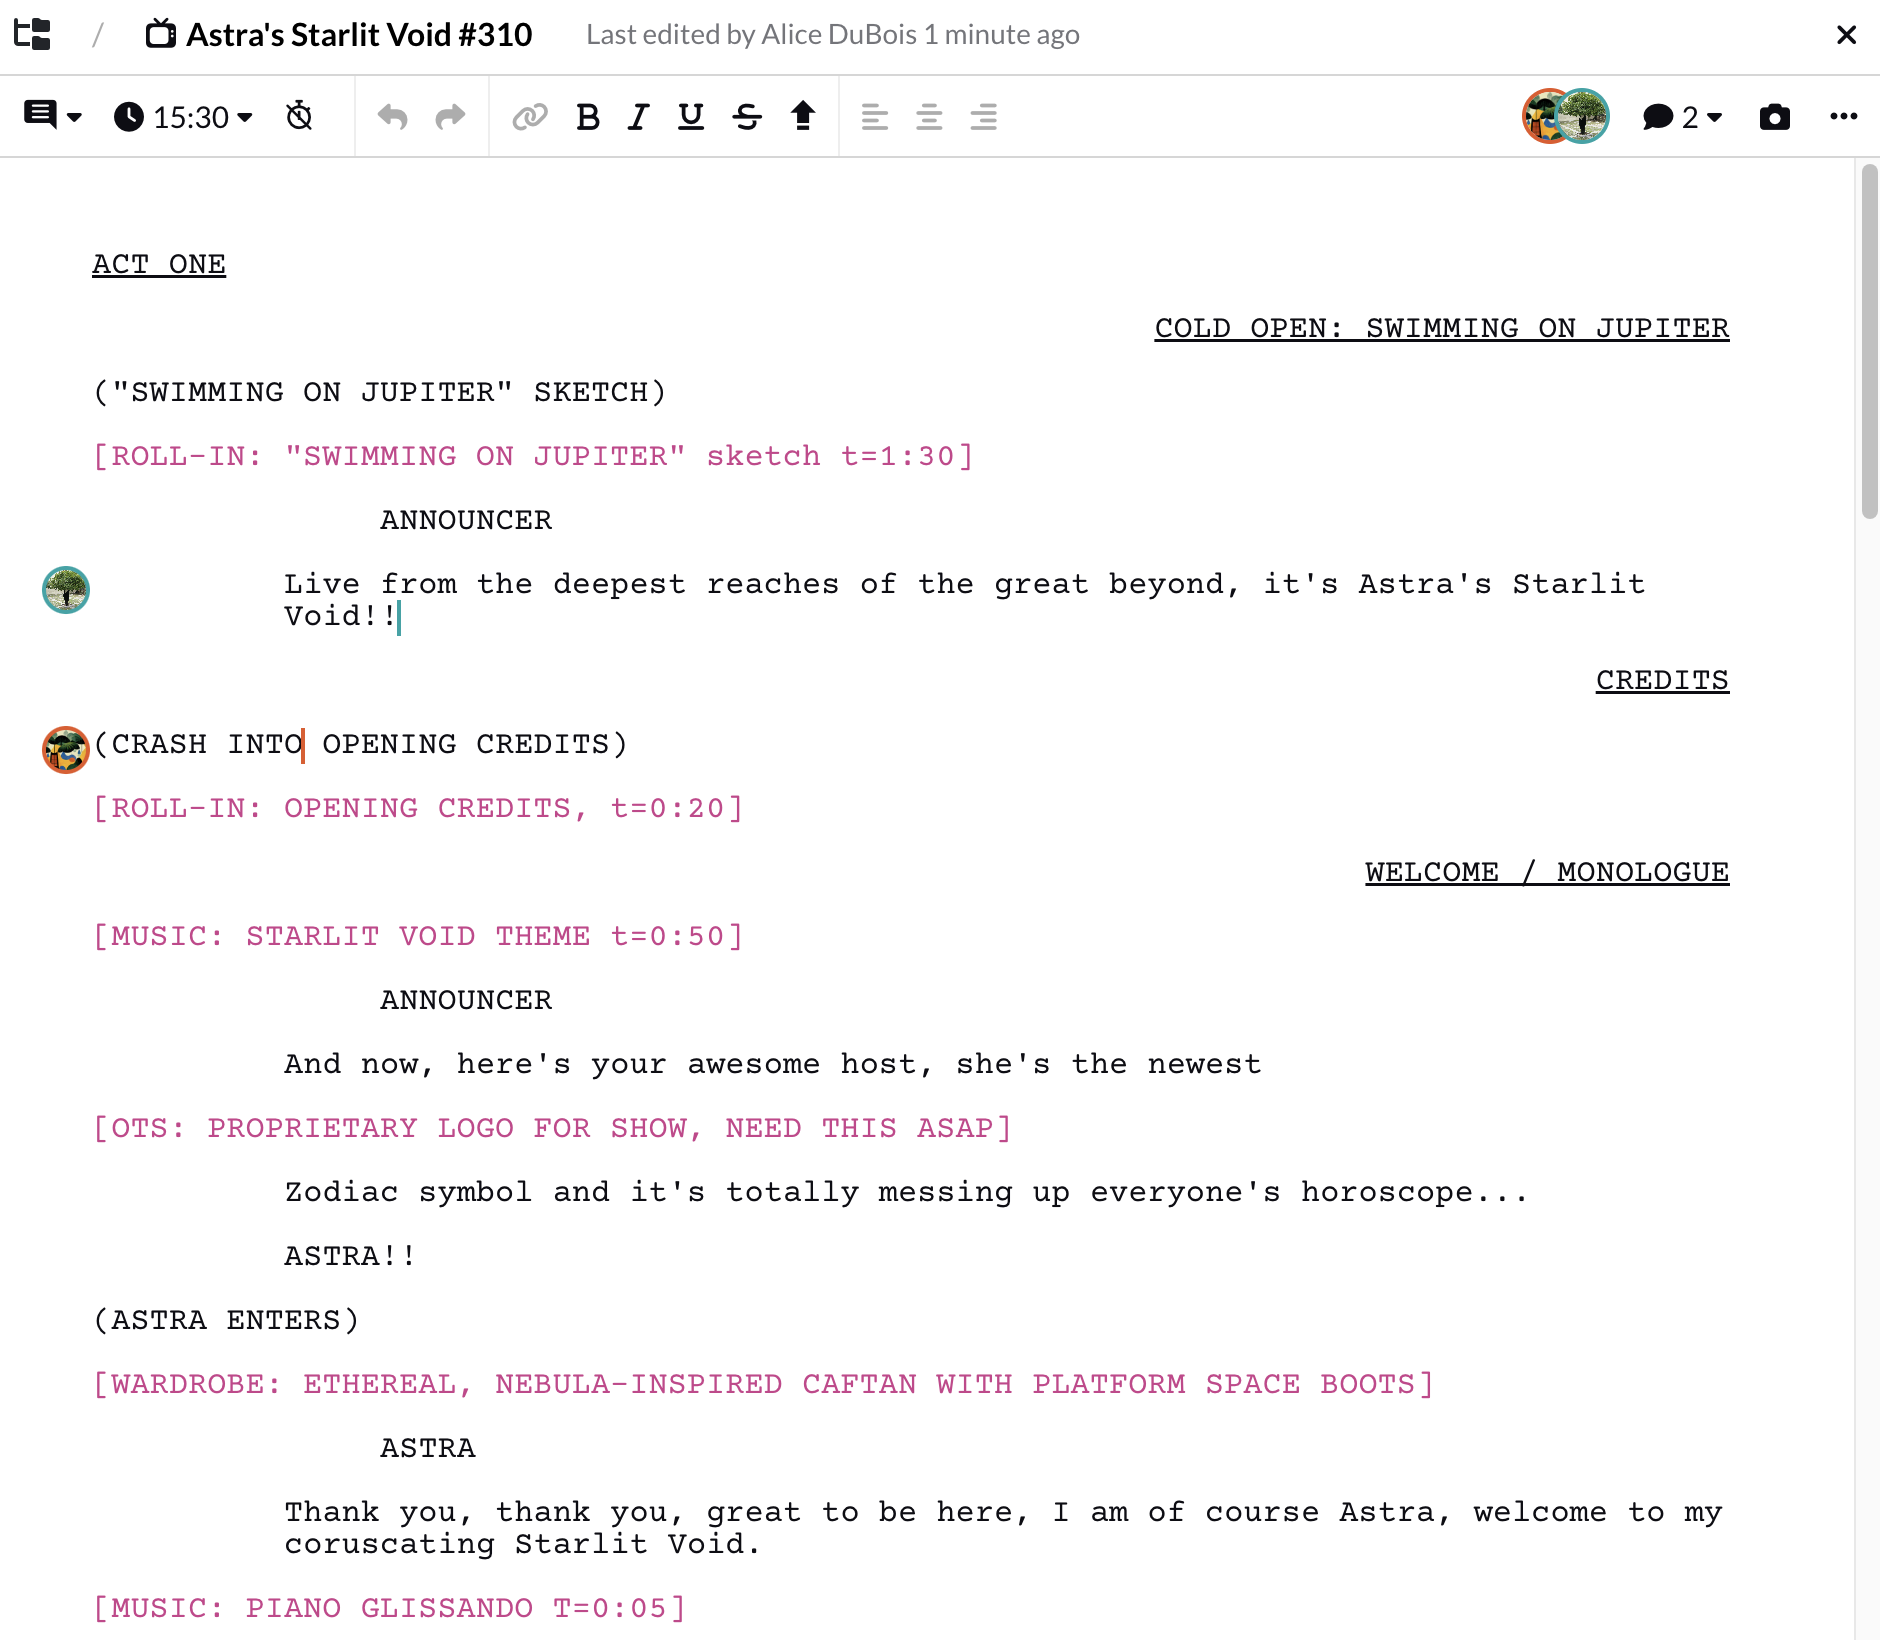 / Astra's Starlit Void #310 Last edited by Alice DuBois 1 minute ago
15:30 B I U S 2
ACT ONE
COLD OPEN: SWIMMING ON JUPITER
("SWIMMING ON JUPITER" SKETCH)
[ROLL-IN: "SWIMMING ON JUPITER" sketch t=1:30]
ANNOUNCER
Live from the deepest reaches of the great beyond, it's Astra's Starlit
Void!!
CREDITS
(CRASH INTO OPENING CREDITS)
[ROLL-IN: OPENING CREDITS, t=0:20]
WELCOME / MONOLOGUE
[MUSIC: STARLIT VOID THEME t=0:50]
ANNOUNCER
And now, here's your awesome host, she's the newest
[OTS: PROPRIETARY LOGO FOR SHOW, NEED THIS ASAP]
Zodiac symbol and it's totally messing up everyone's horoscope...
ASTRA!!
(ASTRA ENTERS)
[WARDROBE: ETHEREAL, NEBULA-INSPIRED CAFTAN WITH PLATFORM SPACE BOOTS]
ASTRA
Thank you, thank you, great to be here, I am of course Astra, welcome to my
coruscating Starlit Void.
[MUSIC: PIANO GLISSANDO T=0:05]